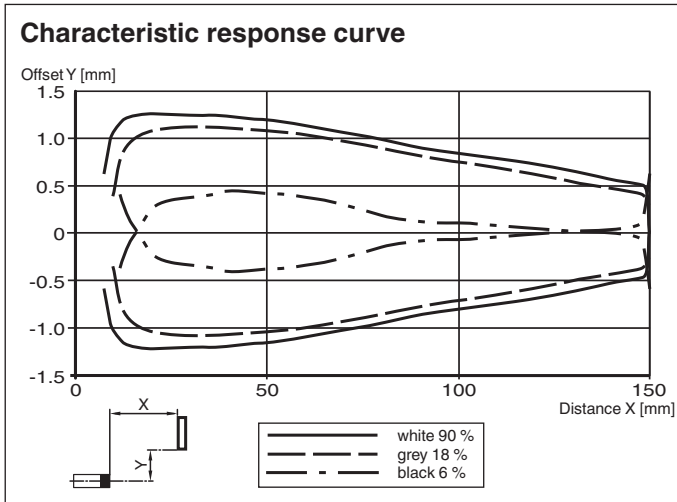 Characteristic response curve
Offset Y [mm]
1.5
1.0
0.5
0
-0.5
-1.0
-1.5
0 50 100 150
Distance X [mm]
X
Y
white 90 %
grey 18 %
black 6 %